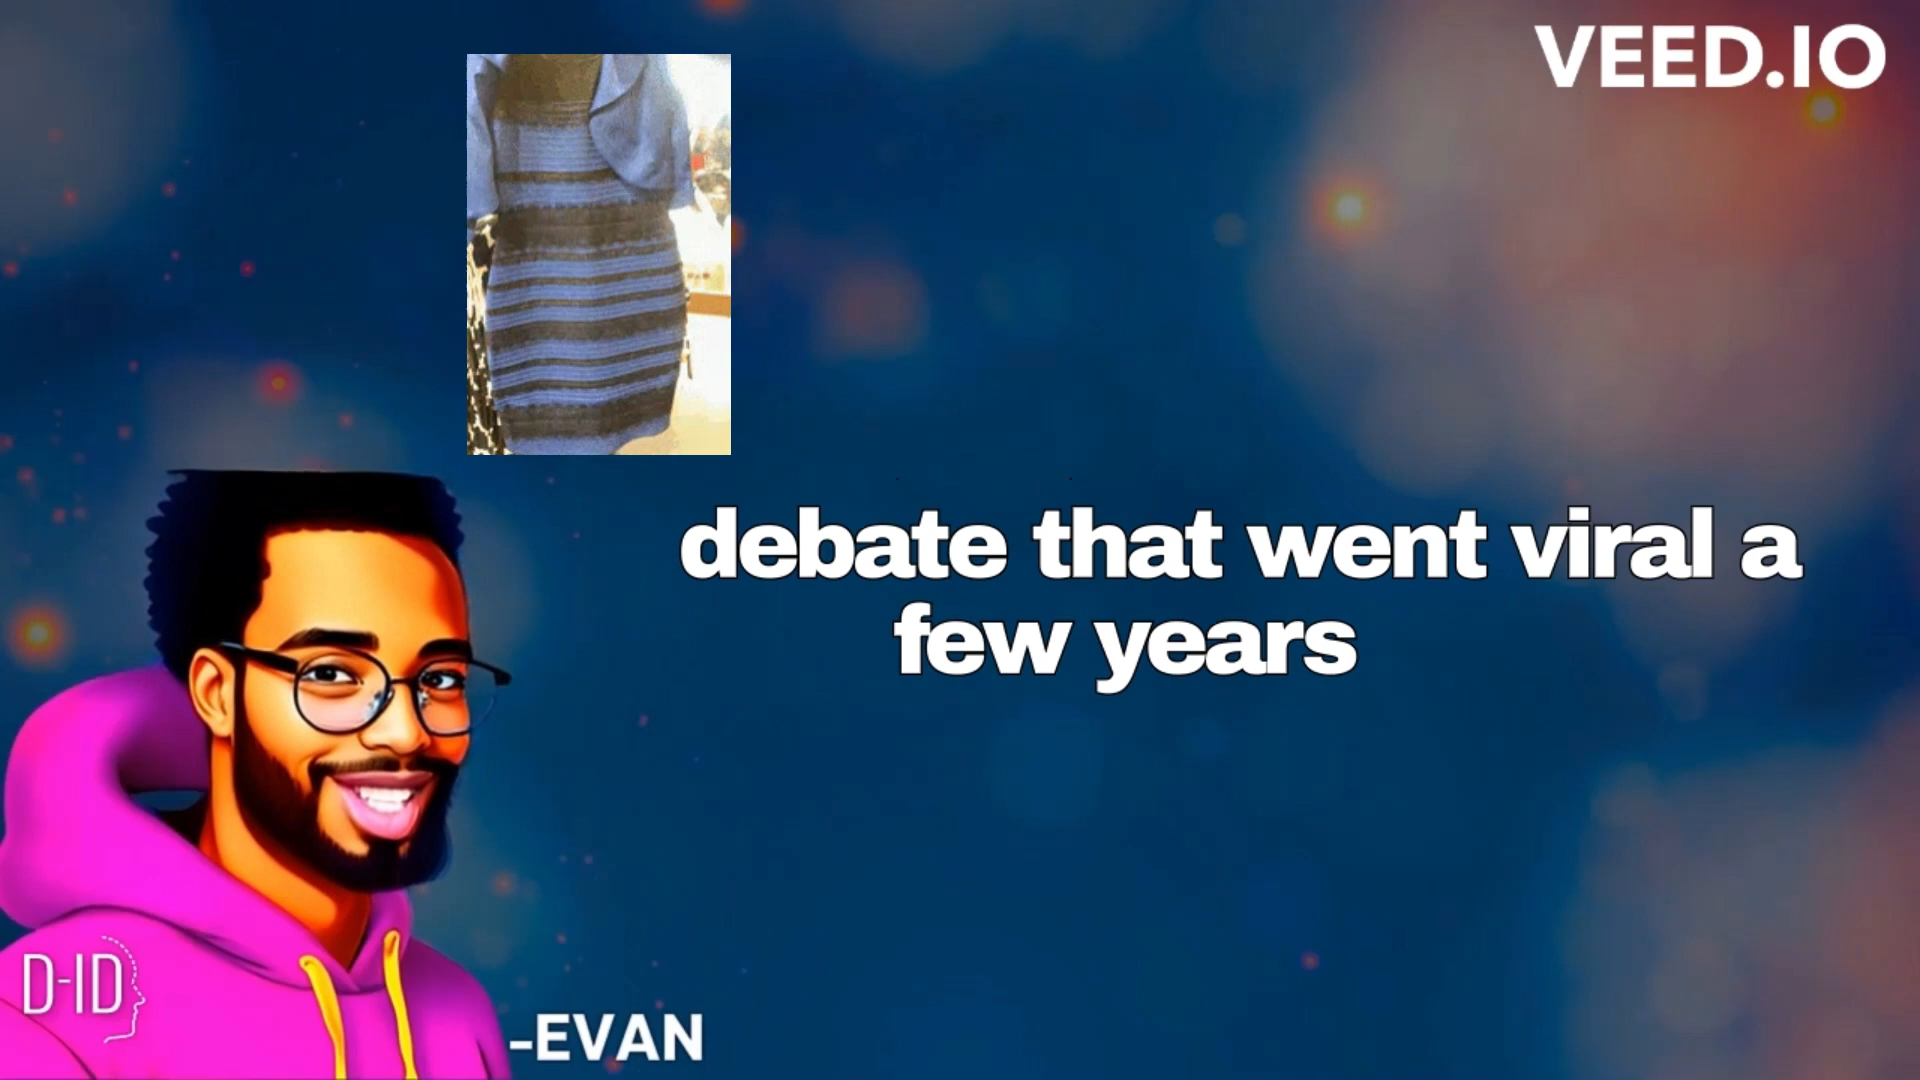 VEED.IO
debate that went viral a
few years
D-ID
-EVAN